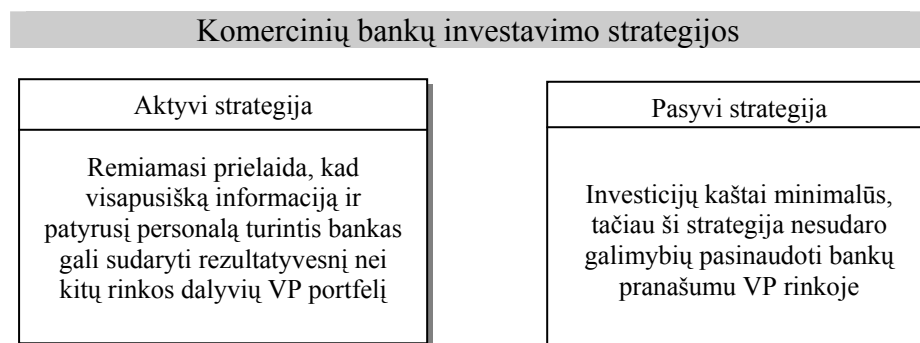 Komercinių bankų investavimo strategijos
Aktyvi strategija
Remiamasi prielaida, kad
visapusišką informaciją ir
patyrusį personalą turintis bankas
gali sudaryti rezultatyvesnį nei
kitų rinkos dalyvių VP portfelį
Pasyvi strategija
Investicijų kaštai minimalūs,
tačiau ši strategija nesudaro
galimybių pasinaudoti bankų
pranašumu VP rinkoje